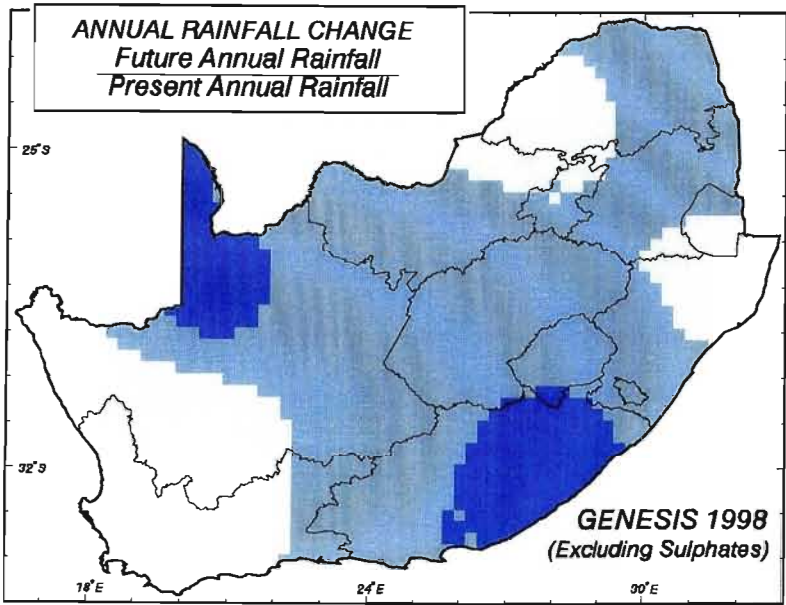 ANNUAL RAINFALL CHANGE
Future Annual Rainfall
Present Annual Rainfall
25°S
32°S
GENESIS 1998
(Excluding Sulphates)
18°E
24°E
30°E